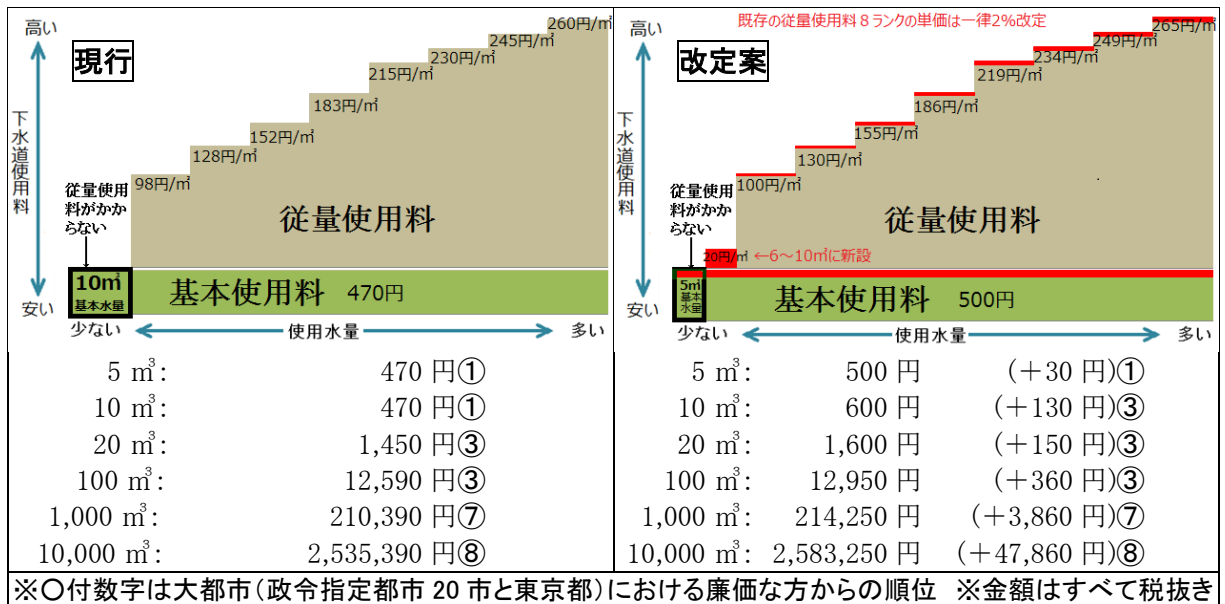 高い
現行
下水道使用料
260円/㎥
245円/㎥
230円/㎥
215円/㎥
183円/㎥
152円/㎥
128円/㎥
98円/㎥
従量使用
料がかか
らない
従量使用料
10㎥
基本水量
基本使用料 470円
安い
少ない 使用水量 多い
5 ㎥: 470 円①
10 ㎥: 470 円①
20 ㎥: 1,450 円③
100 ㎥: 12,590 円③
1,000 ㎥: 210,390 円⑦
10,000 ㎥: 2,535,390 円⑧
既存の従量使用料8ランクの単価は一律2%改定
高い
改定案
下水道使用料
265円/㎥
249円/㎥
234円/㎥
219円/㎥
186円/㎥
155円/㎥
130円/㎥
100円/㎥
従量使用
料がかか
らない
従量使用料
20円/㎥ ←6~10㎥に新設
5㎥
基本
水量
基本使用料 500円
安い
少ない 使用水量 多い
5 ㎥: 500 円 (+30 円)①
10 ㎥: 600 円 (+130 円)③
20 ㎥: 1,600 円 (+150 円)③
100 ㎥: 12,950 円 (+360 円)③
1,000 ㎥: 214,250 円 (+3,860 円)⑦
10,000 ㎥: 2,583,250 円 (+47,860 円)⑧
※〇付数字は大都市(政令指定都市 20 市と東京都)における廉価な方からの順位 ※金額はすべて税抜き